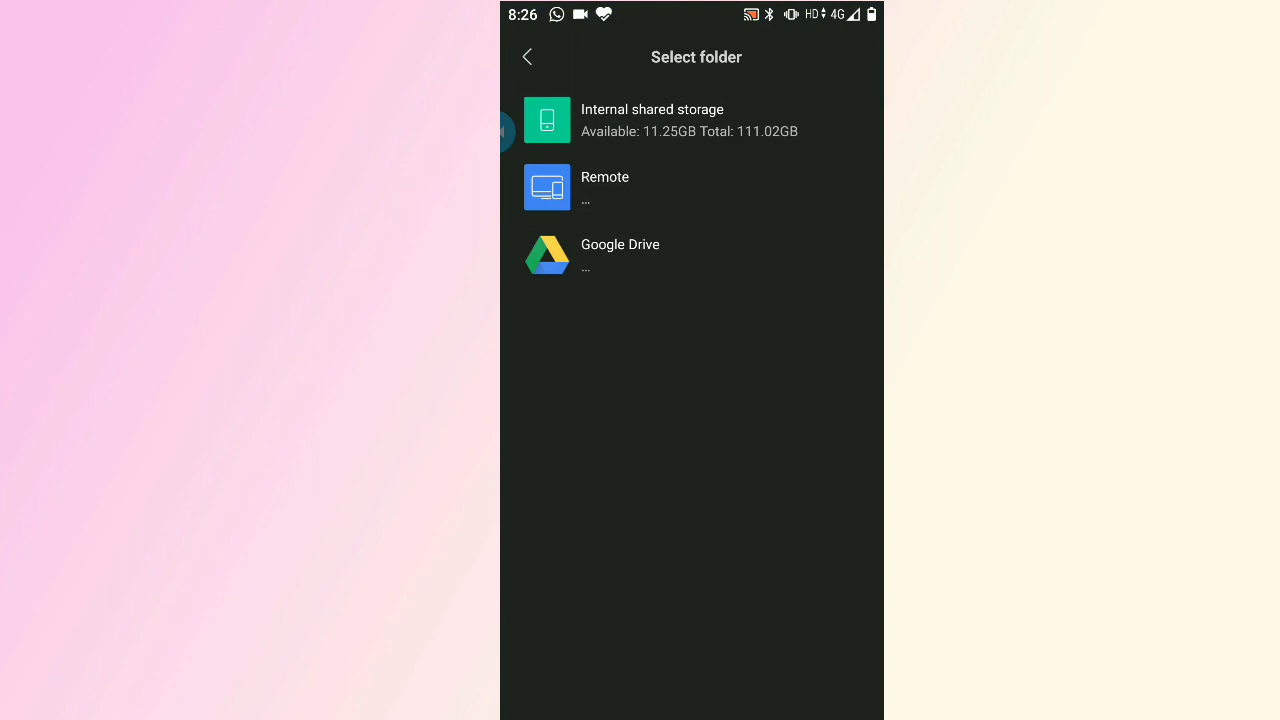 8:26 HD 4G
Select folder
Internal shared storage
Available: 11.25GB Total: 111.02GB
Remote
...
Google Drive
...